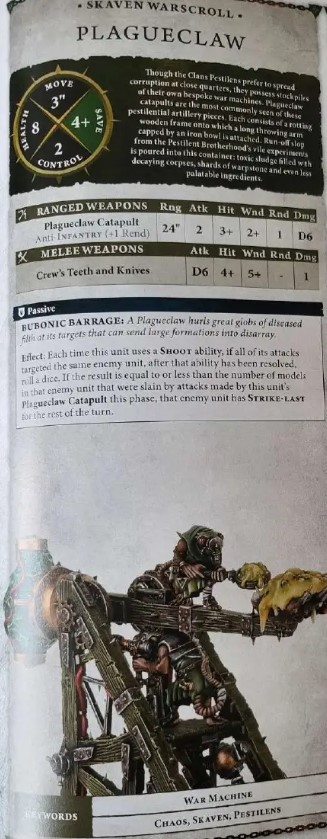 • SKAVEN WARSCROLL •
PLAGUECLAW
MOVE
3"
HEALTH
8
4+
SAVE
2
CONTROL
Though the Clans Pestilens prefer to spread
corruption at close quarters, they possess stockpiles
of their own bespoke war machines. Plagueclaw
catapults are the most commonly seen of these
pestilential artillery pieces. Each consists of a rotting
wooden frame onto which a long throwing arm
capped by an iron bowl is attached. Run-off slop
from the Pestilent Brotherhood's vile experiments
is poured into this container: toxic sludge filled with
decaying corpses, shards of warpstone and even less
palatable ingredients.
RANGED WEAPONS Rng Atk Hit Wnd Rnd Dmg
Plagueclaw Catapult 24" 2 3+ 2+ 1 D6
Anti-INFANTRY (+1 Rend)
MELEE WEAPONS Atk Hit Wnd Rnd Dmg
Crew's Teeth and Knives D6 4+ 5+ - 1
Passive
BUBONIC BARRAGE: A Plagueclaw hurls great globs of diseased
filth at its targets that can send large formations into disarray.
Effect: Each time this unit uses a SHOOT ability, if all of its attacks
targeted the same enemy unit, after that ability has been resolved,
roll a dice. If the result is equal to or less than the number of models
in that enemy unit that were slain by attacks made by this unit's
Plagueclaw Catapult this phase, that enemy unit has STRIKE-LAST
for the rest of the turn.
KEYWORDS
WAR MACHINE
CHAOS, SKAVEN, PESTILENS